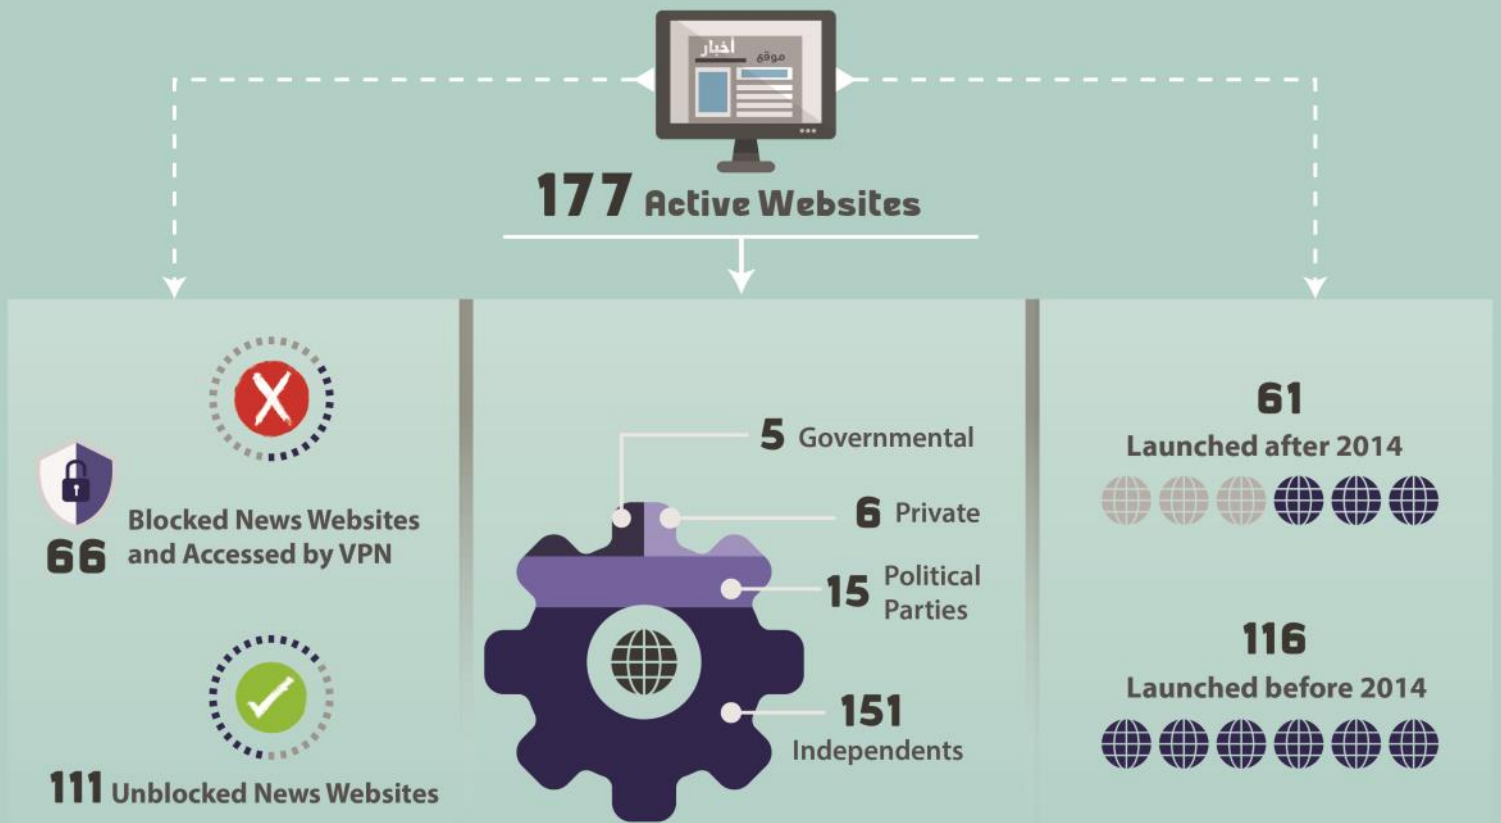 أخبار
موقع
177 Active Websites
66 Blocked News Websites
and Accessed by VPN
111 Unblocked News Websites
5 Governmental
6 Private
15 Political
Parties
151
Independents
61
Launched after 2014
116
Launched before 2014